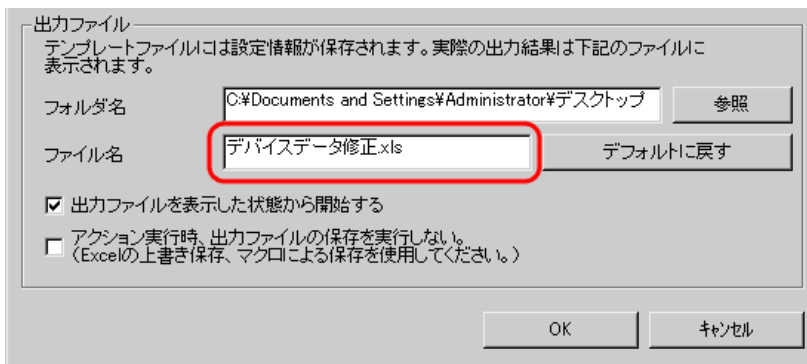 出力ファイル
テンプレートファイルには設定情報が保存されます。実際の出力結果は下記のファイルに
表示されます。
フォルダ名 C:¥Documents and Settings¥Administrator¥デスクトップ 参照
ファイル名 デバイスデータ修正.xls デフォルトに戻す
出力ファイルを表示した状態から開始する
アクション実行時、出力ファイルの保存を実行しない。
（Excelの上書き保存、マクロによる保存を使用してください。）
OK キャンセル